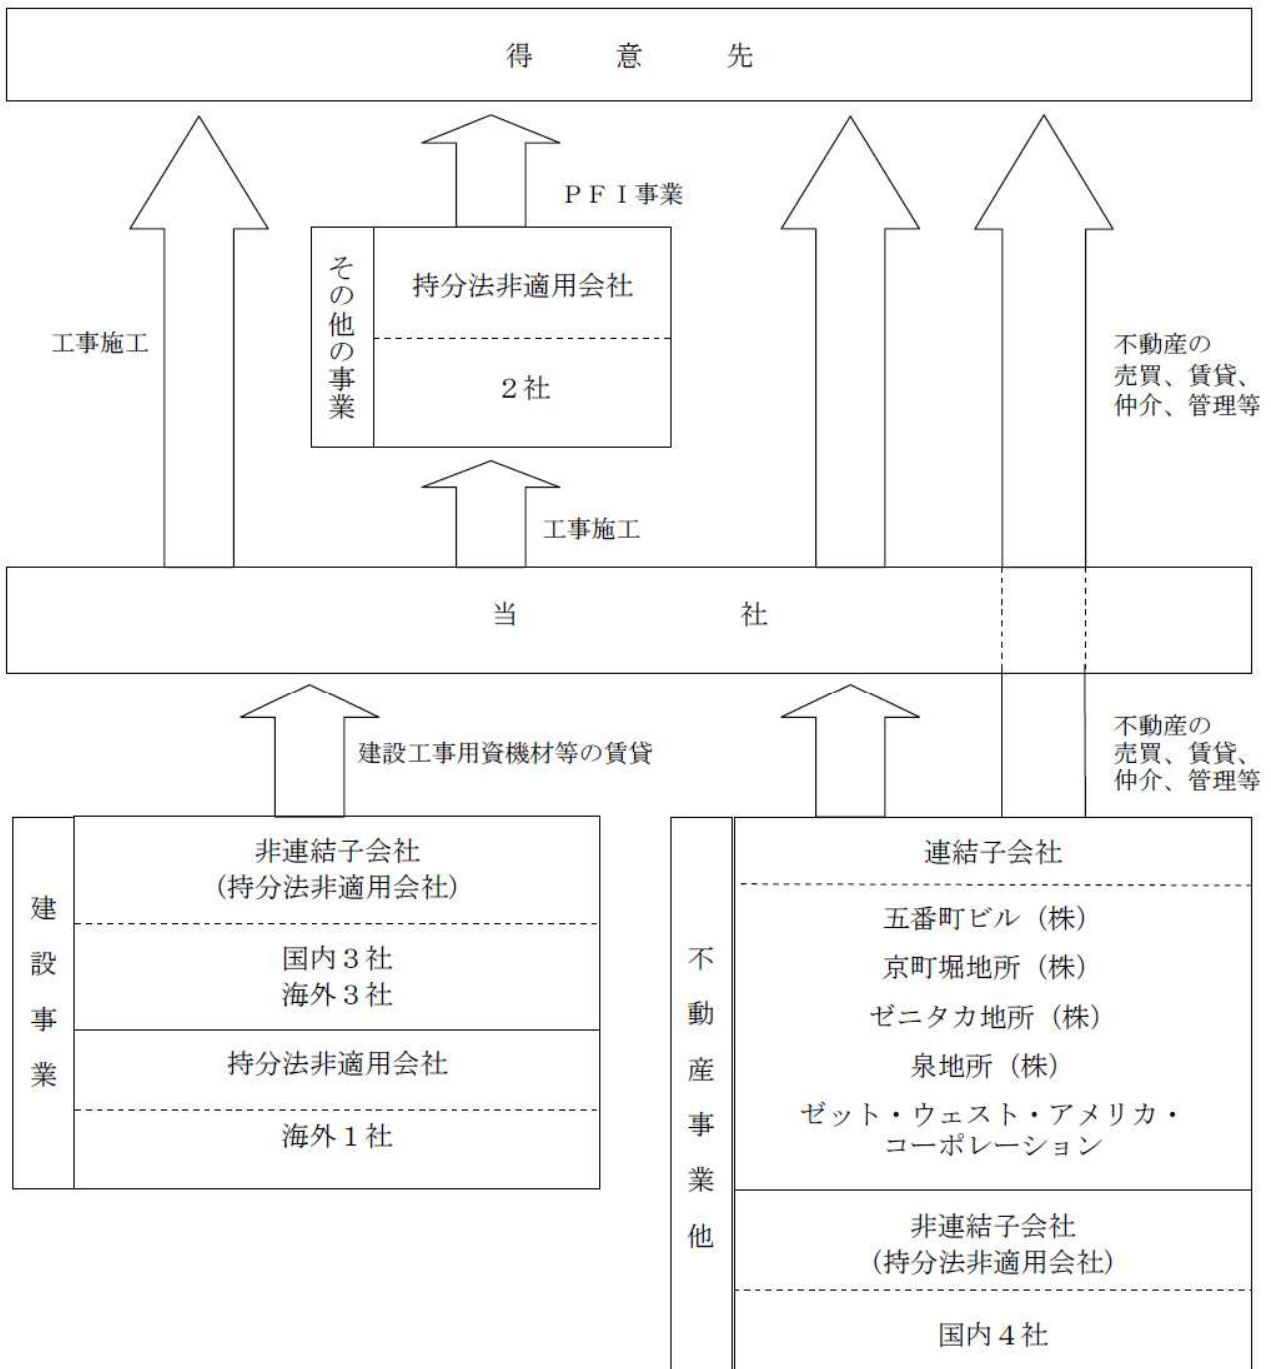 得意先
ＰＦＩ事業
その他の事業
持分法非適用会社
２社
工事施工
不動産の
売買、賃貸、
仲介、管理等
工事施工
当社
建設工事用資機材等の賃貸
不動産の
売買、賃貸、
仲介、管理等
建設事業
非連結子会社
(持分法非適用会社)
国内３社
海外３社
持分法非適用会社
海外１社
不動産事業他
連結子会社
五番町ビル（株）
京町堀地所（株）
ゼニタカ地所（株）
泉地所（株）
ゼット・ウェスト・アメリカ・
コーポレーション
非連結子会社
(持分法非適用会社)
国内４社